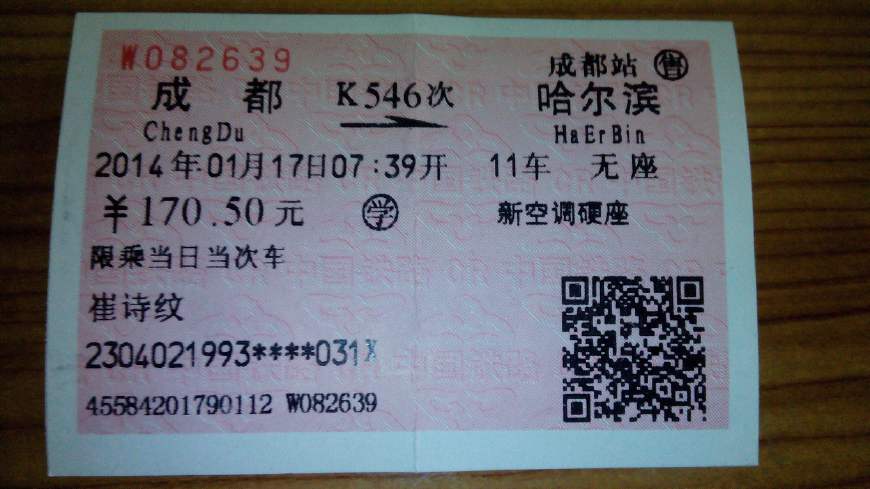 W082639
成都站 售
成都 K546次 哈尔滨
ChengDu HaErBin
2014年01月17日07:39开 11车 无座
¥170.50元 学 新空调硬座
限乘当日当次车
崔诗纹
2304021993****031X
45584201790112 W082639